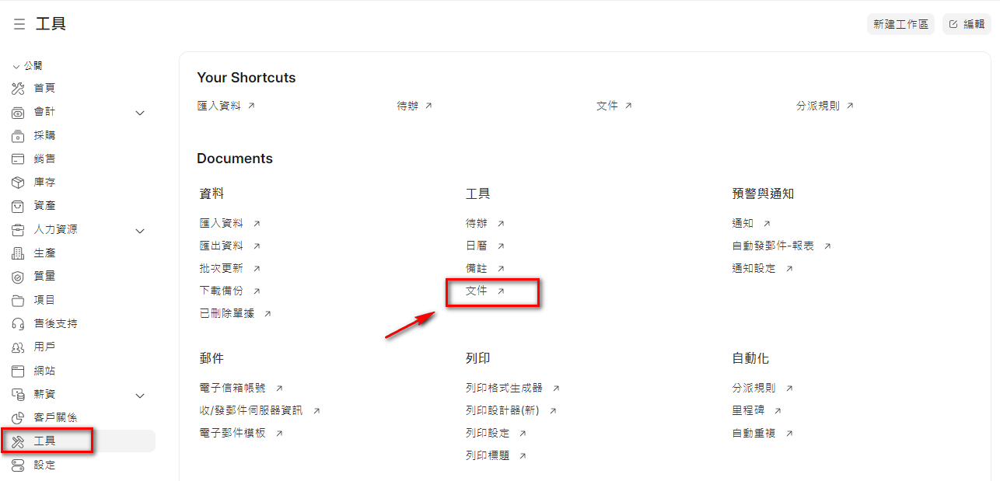 工具
新建工作區
編輯
公開
首頁
會計
採購
銷售
庫存
資產
人力資源
生產
質量
項目
售後支持
用戶
網站
薪資
客戶關係
工具
設定
Your Shortcuts
匯入資料
待辦
文件
分派規則
Documents
資料
匯入資料
匯出資料
批次更新
下載備份
已刪除單據
工具
待辦
日曆
備註
文件
預警與通知
通知
自動發郵件-報表
通知設定
郵件
電子信箱帳號
收/發郵件伺服器資訊
電子郵件模板
列印
列印格式生成器
列印設計器(新)
列印設定
列印標題
自動化
分派規則
里程碑
自動重複